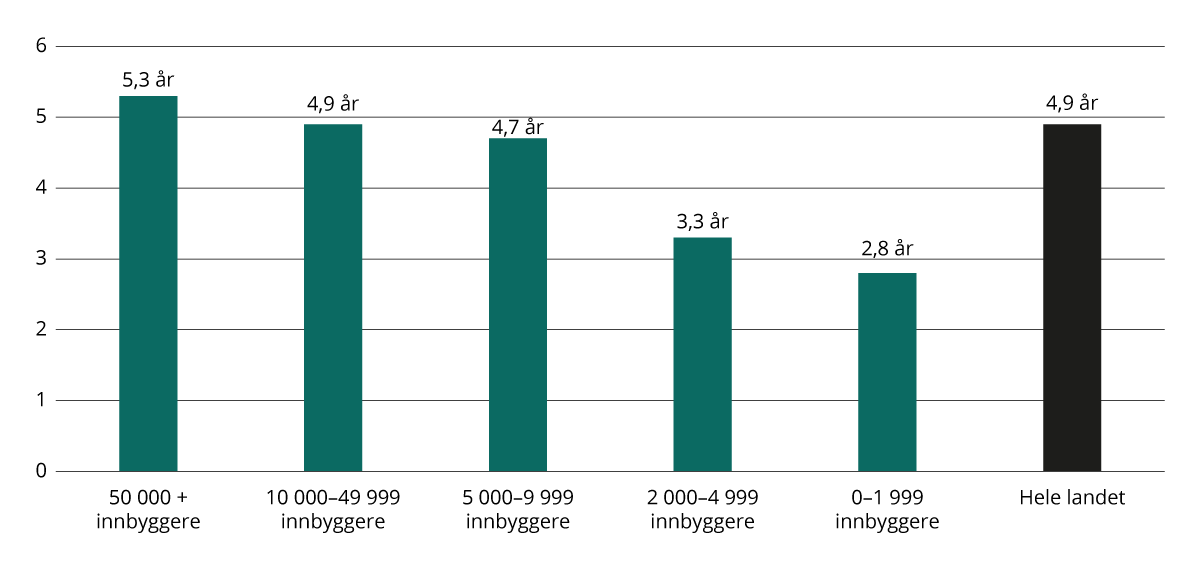 6
5
4
3
2
1
0
5,3 år
4,9 år
4,7 år
3,3 år
2,8 år
4,9 år
50 000 +
innbyggere
10 000–49 999
innbyggere
5 000–9 999
innbyggere
2 000–4 999
innbyggere
0–1 999
innbyggere
Hele landet